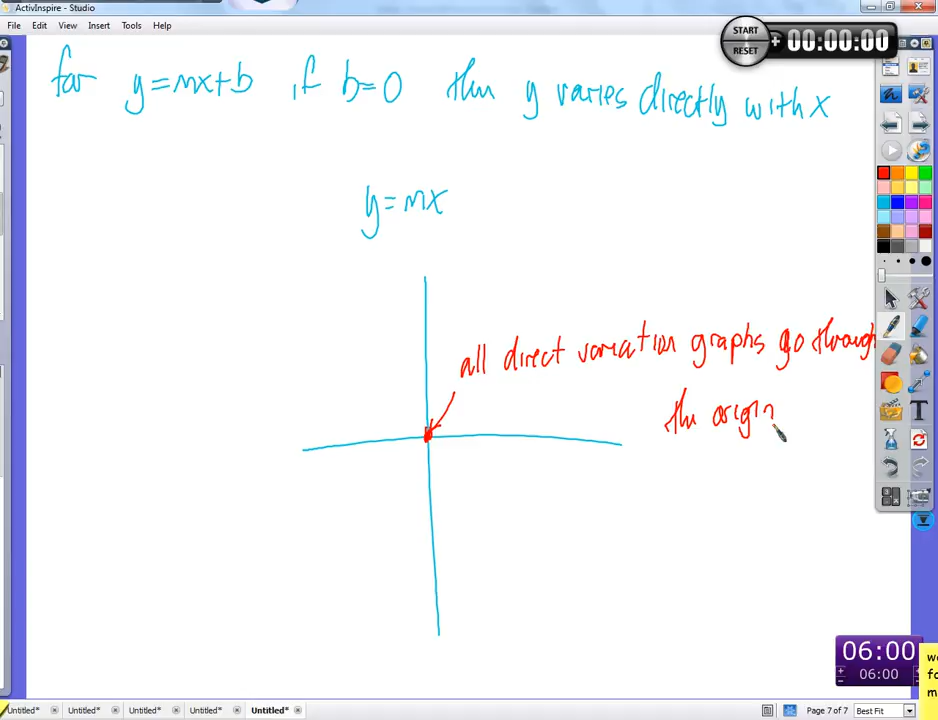 ActivInspire - Studio
File Edit View Insert Tools Help
START
RESET
00:00:00
for y=mx+b if b=0 then y varies directly with x
y=mx
all direct variation graphs go through
the origin
06:00
06:00
we
fo
m
Untitled* Untitled* Untitled* Untitled* Untitled*
Page 7 of 7 Best Fit